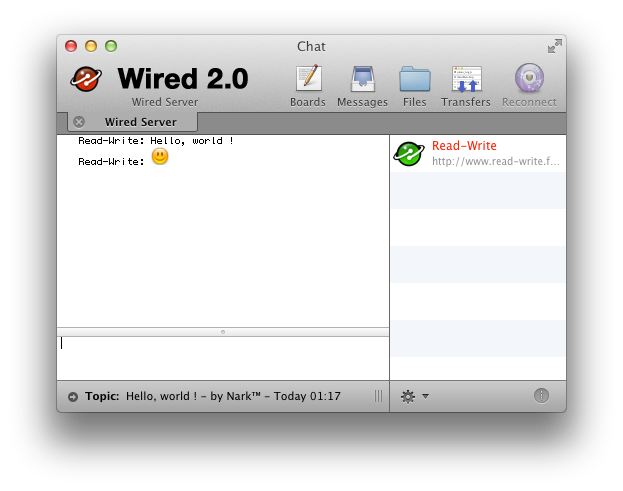 Chat
Wired 2.0
Wired Server
Boards Messages Files Transfers Reconnect
Wired Server
Read-Write: Hello, world !
Read-Write:
Read-Write
http://www.read-write.f...
Topic: Hello, world ! – by Nark™ – Today 01:17